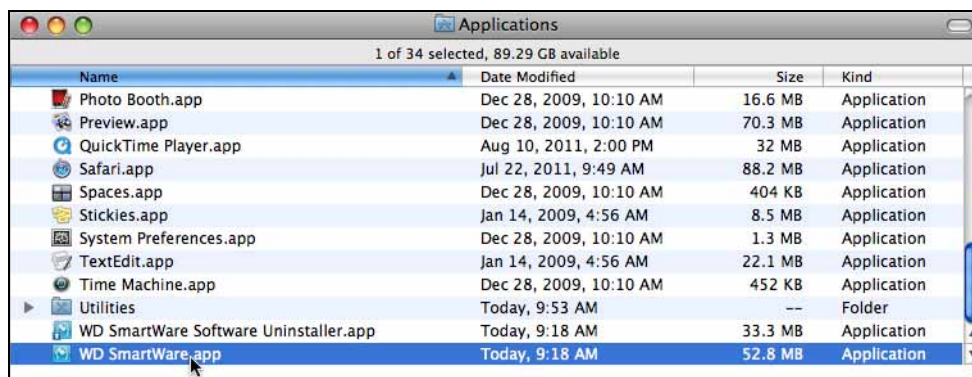 Applications
1 of 34 selected, 89.29 GB available
Name Date Modified Size Kind
Photo Booth.app Dec 28, 2009, 10:10 AM 16.6 MB Application
Preview.app Dec 28, 2009, 10:10 AM 70.3 MB Application
QuickTime Player.app Aug 10, 2011, 2:00 PM 32 MB Application
Safari.app Jul 22, 2011, 9:49 AM 88.2 MB Application
Spaces.app Dec 28, 2009, 10:10 AM 404 KB Application
Stickies.app Jan 14, 2009, 4:56 AM 8.5 MB Application
System Preferences.app Dec 28, 2009, 10:10 AM 1.3 MB Application
TextEdit.app Jan 14, 2009, 4:56 AM 22.1 MB Application
Time Machine.app Dec 28, 2009, 10:10 AM 452 KB Application
Utilities Today, 9:53 AM -- Folder
WD SmartWare Software Uninstaller.app Today, 9:18 AM 33.3 MB Application
WD SmartWare.app Today, 9:18 AM 52.8 MB Application